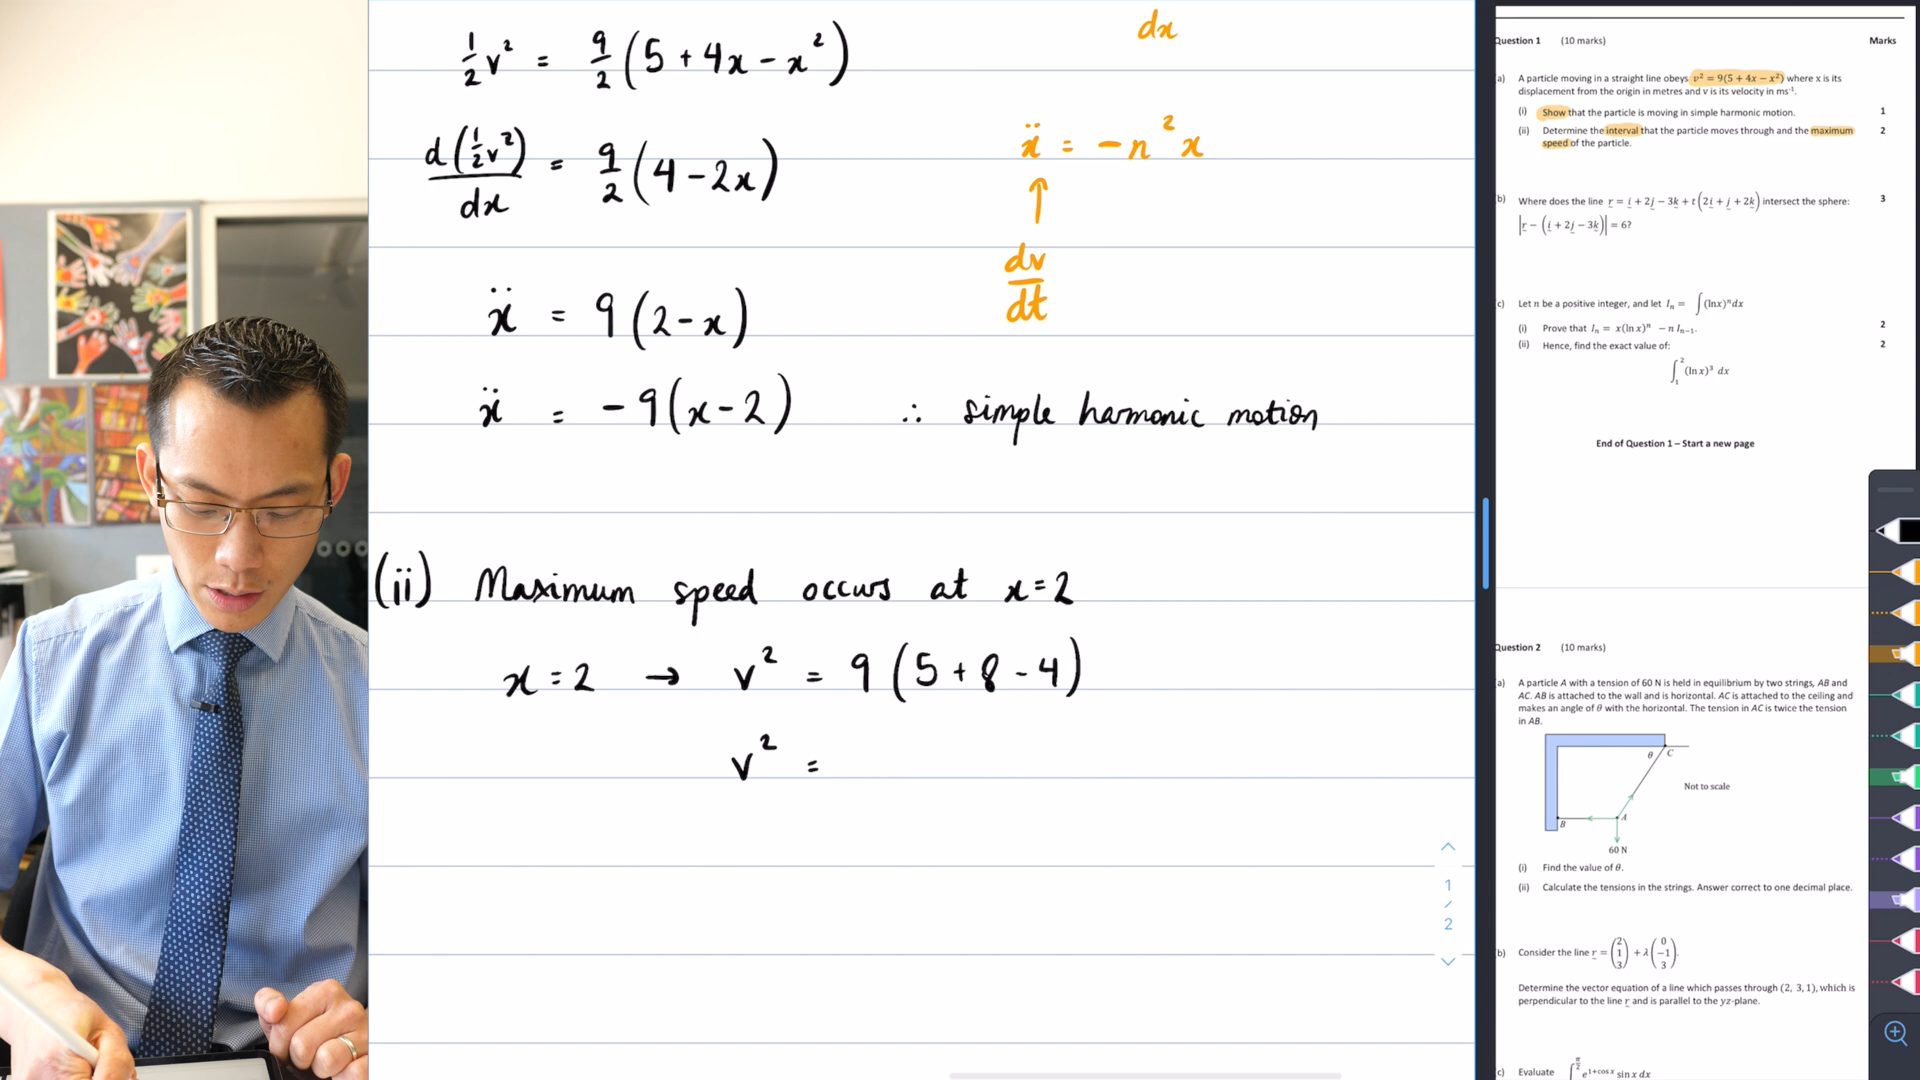 ½v² = 9/2 (5 + 4x − x²)
dx
d(½v²)/dx = 9/2 (4 − 2x)
ẍ = −n²x
↑
dv/dt
ẍ = 9(2 − x)
ẍ = −9(x − 2) ∴ simple harmonic motion
(ii) Maximum speed occurs at x = 2
x = 2 → v² = 9(5 + 8 − 4)
v² =
1
/
2
Question 1 (10 marks) Marks
a) A particle moving in a straight line obeys v² = 9(5 + 4x − x²) where x is its
displacement from the origin in metres and v is its velocity in ms⁻¹.
(i) Show that the particle is moving in simple harmonic motion. 1
(ii) Determine the interval that the particle moves through and the maximum 2
speed of the particle.
b) Where does the line r = i + 2j − 3k + t(2i + j + 2k) intersect the sphere: 3
|r − (i + 2j − 3k)| = 6?
c) Let n be a positive integer, and let Iₙ = ∫(lnx)ⁿdx
(i) Prove that Iₙ = x(ln x)ⁿ − n Iₙ₋₁. 2
(ii) Hence, find the exact value of: 2
∫₁² (ln x)³ dx
End of Question 1 – Start a new page
Question 2 (10 marks)
a) A particle A with a tension of 60 N is held in equilibrium by two strings, AB and
AC. AB is attached to the wall and is horizontal. AC is attached to the ceiling and
makes an angle of θ with the horizontal. The tension in AC is twice the tension
in AB.
θ C
Not to scale
B A
60 N
(i) Find the value of θ.
(ii) Calculate the tensions in the strings. Answer correct to one decimal place.
b) Consider the line r = (2 1 3) + λ(0 −1 3).
Determine the vector equation of a line which passes through (2, 3, 1), which is
perpendicular to the line r and is parallel to the yz-plane.
c) Evaluate ∫ π/2 e^(1+cos x) sin x dx